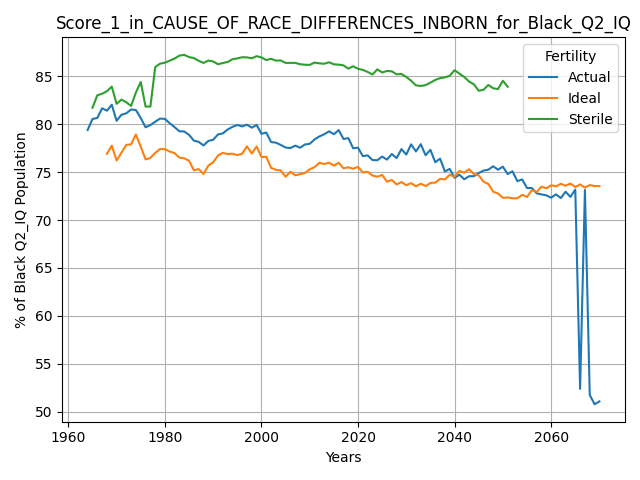 Score_1_in_CAUSE_OF_RACE_DIFFERENCES_INBORN_for_Black_Q2_IQ
Fertility
Actual
Ideal
Sterile
% of Black Q2_IQ Population
85
80
75
70
65
60
55
50
1960
1980
2000
2020
2040
2060
Years